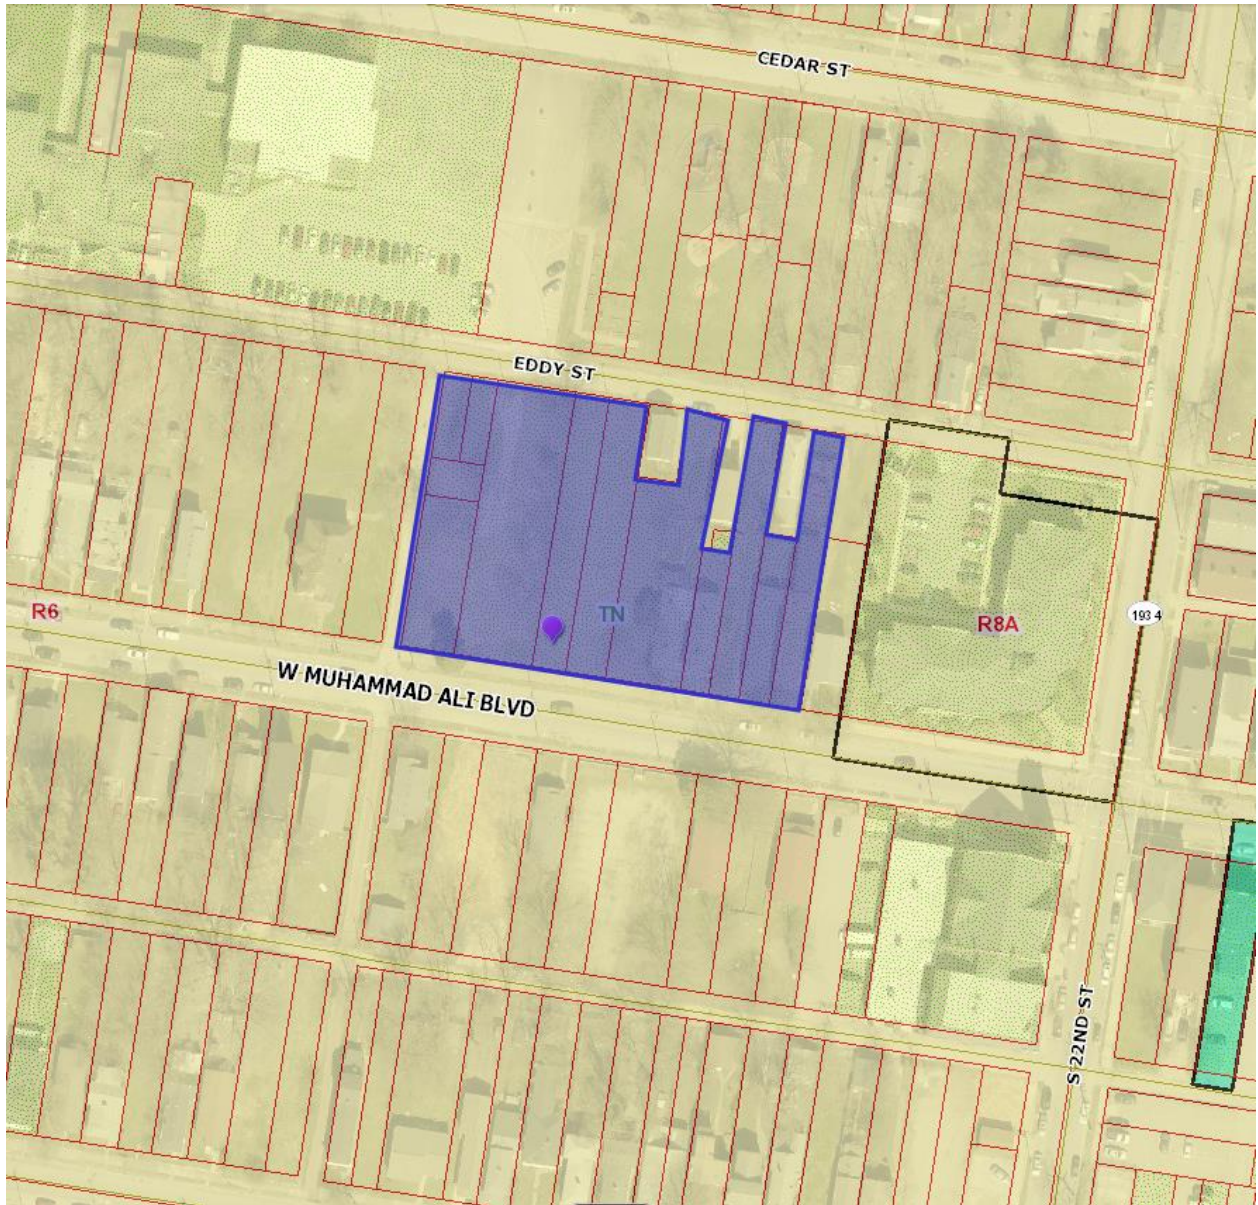 CEDAR ST
EDDY ST
R6
TN
R8A
193 4
W MUHAMMAD ALI BLVD
S 22ND ST